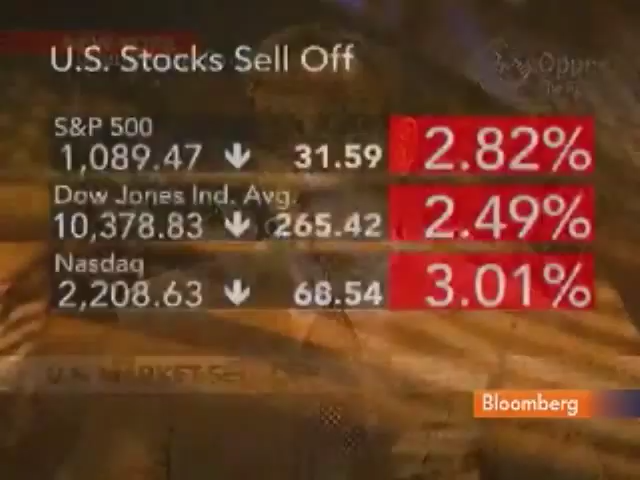 U.S. Stocks Sell Off
S&P 500
1,089.47 ↓ 31.59 2.82%
Dow Jones Ind. Avg.
10,378.83 ↓ 265.42 2.49%
Nasdaq
2,208.63 ↓ 68.54 3.01%
U.S. MARKET
Bloomberg